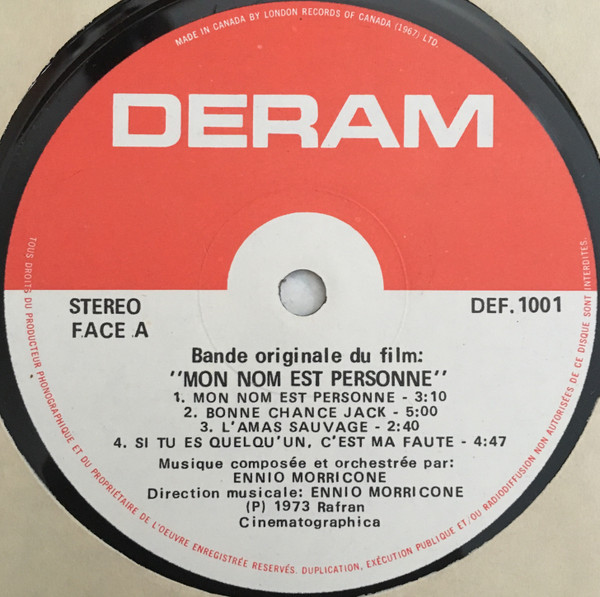 MADE IN CANADA BY LONDON RECORDS OF CANADA (1967) LTD.
DERAM
STEREO
FACE A
DEF.1001
Bande originale du film:
"MON NOM EST PERSONNE"
1. MON NOM EST PERSONNE - 3:10
2. BONNE CHANCE JACK - 5:00
3. L'AMAS SAUVAGE - 2:40
4. SI TU ES QUELQU'UN, C'EST MA FAUTE - 4:47
Musique composée et orchestrée par:
ENNIO MORRICONE
Direction musicale: ENNIO MORRICONE
(P) 1973 Rafran
Cinematographica
TOUS DROITS DU PRODUCTEUR PHONOGRAPHIQUE ET DU PROPRIÉTAIRE DE L'OEUVRE ENREGISTRÉE RESERVÉS. DUPLICATION, EXÉCUTION PUBLIQUE ET/OU RADIODIFFUSION NON AUTORISÉES DE CE DISQUE SONT INTERDITES.